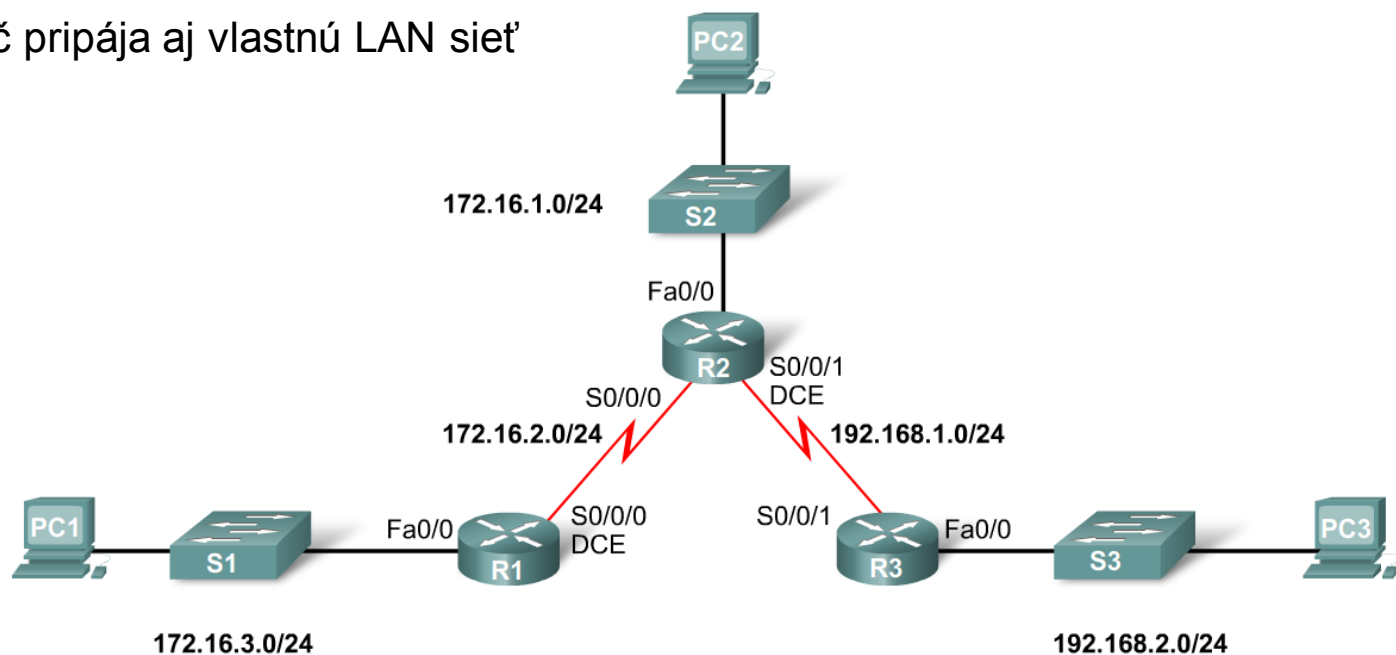 č pripája aj vlastnú LAN sieť
PC2
172.16.1.0/24
S2
Fa0/0
R2
S0/0/1
DCE
S0/0/0
172.16.2.0/24
192.168.1.0/24
PC1
S1
Fa0/0
S0/0/0
DCE
R1
S0/0/1
R3
Fa0/0
S3
PC3
172.16.3.0/24
192.168.2.0/24